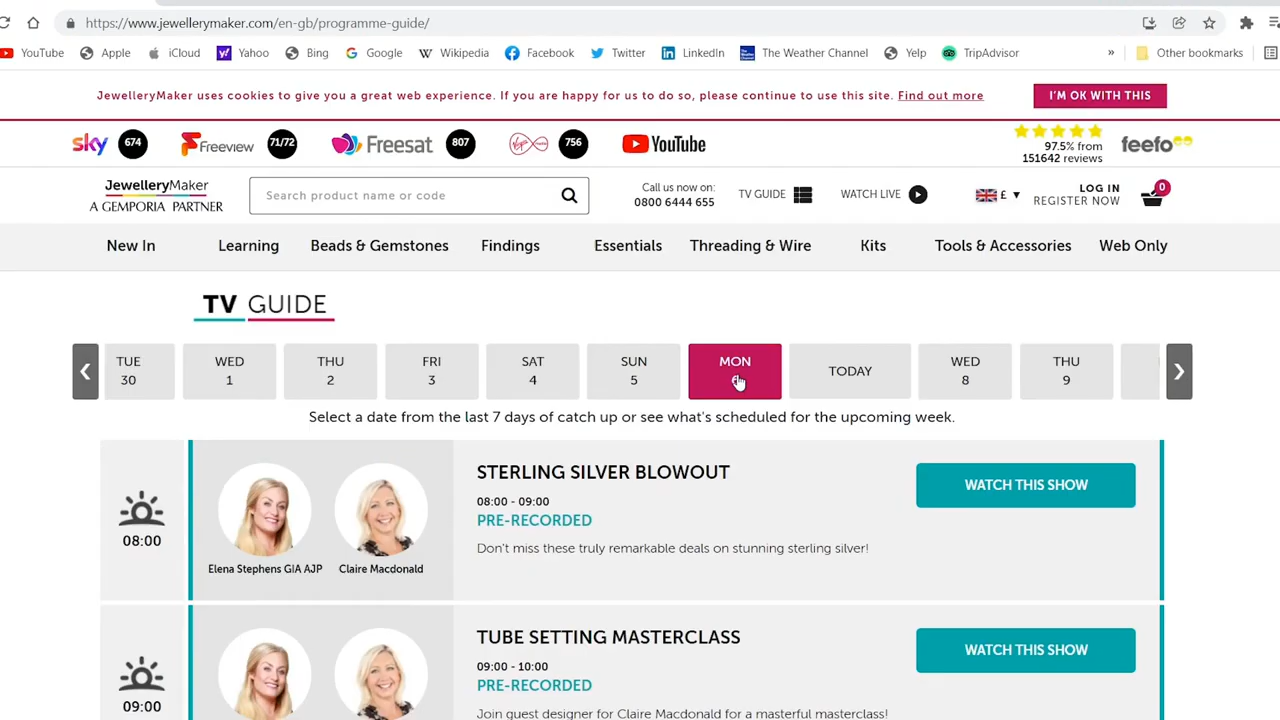 https://www.jewellerymaker.com/en-gb/programme-guide/
YouTube Apple iCloud Yahoo Bing Google Wikipedia Facebook Twitter LinkedIn The Weather Channel Yelp TripAdvisor » Other bookmarks
JewelleryMaker uses cookies to give you a great web experience. If you are happy for us to do so, please continue to use this site. Find out more I'M OK WITH THIS
sky 674 Freeview 71/72 Freesat 807 756 YouTube 97.5% from 151642 reviews feefo
JewelleryMaker
A GEMPORIA PARTNER
Search product name or code
Call us now on:
0800 6444 655
TV GUIDE WATCH LIVE £ LOG IN
REGISTER NOW
0
New In Learning Beads & Gemstones Findings Essentials Threading & Wire Kits Tools & Accessories Web Only
TV GUIDE
TUE 30
WED 1
THU 2
FRI 3
SAT 4
SUN 5
MON
TODAY
WED 8
THU 9
Select a date from the last 7 days of catch up or see what's scheduled for the upcoming week.
08:00
Elena Stephens GIA AJP Claire Macdonald
STERLING SILVER BLOWOUT
08:00 - 09:00
PRE-RECORDED
Don't miss these truly remarkable deals on stunning sterling silver!
WATCH THIS SHOW
09:00
TUBE SETTING MASTERCLASS
09:00 - 10:00
PRE-RECORDED
Join guest designer for Claire Macdonald for a masterful masterclass!
WATCH THIS SHOW